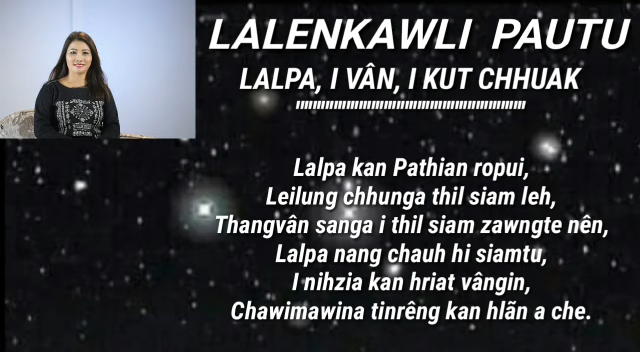 LALENKAWLI PAUTU
LALPA, I VÂN, I KUT CHHUAK
Lalpa kan Pathian ropui,
Leilung chhunga thil siam leh,
Thangvân sanga i thil siam zawngte nên,
Lalpa nang chauh hi siamtu,
I nihzia kan hriat vângin,
Chawimawina tinrêng kan hlãn a che.